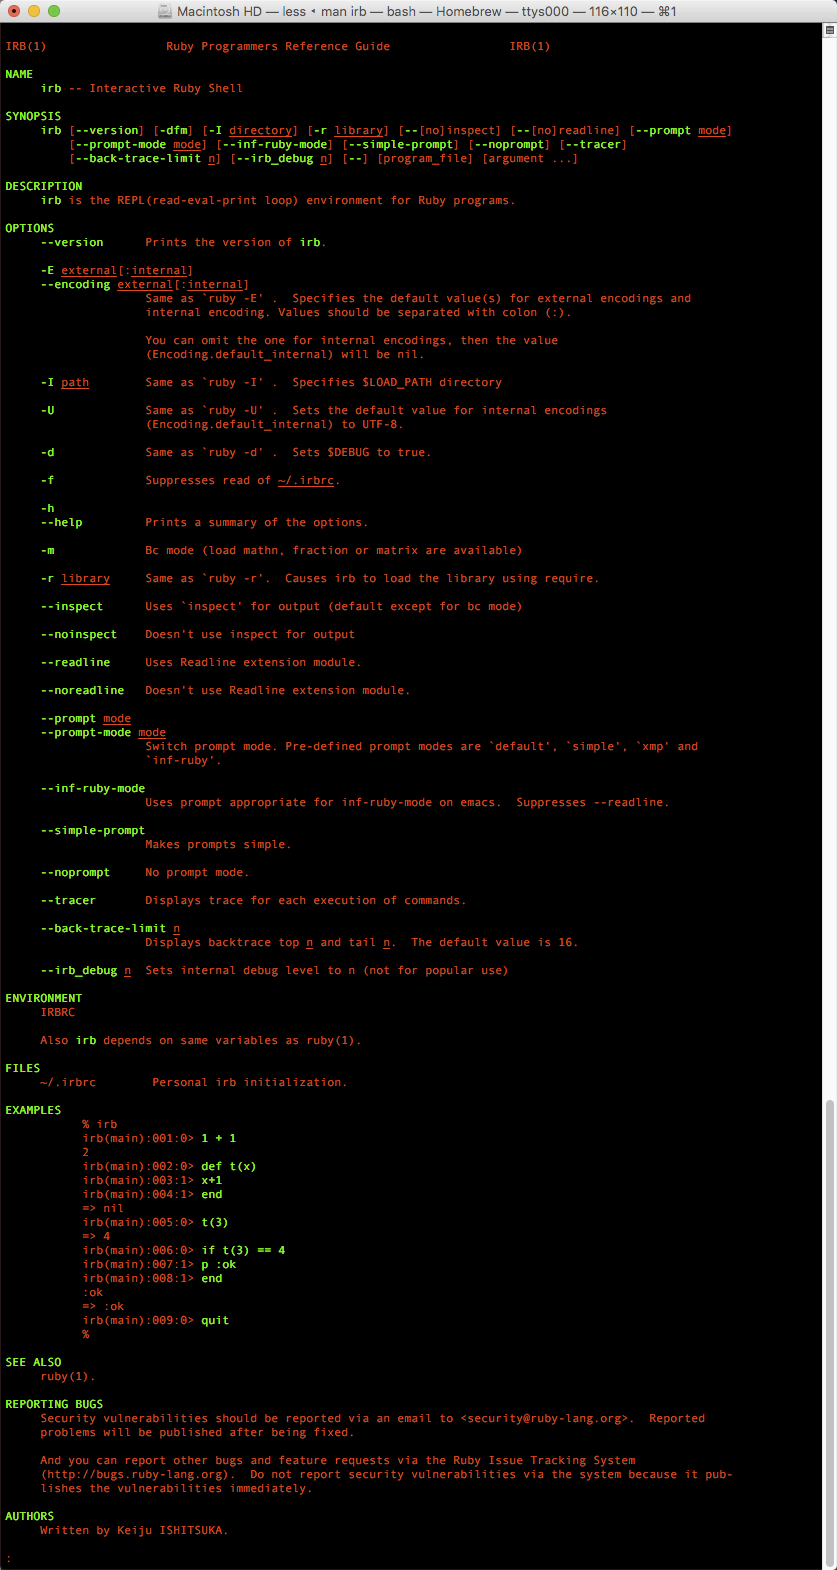 Macintosh HD — less ◂ man irb — bash — Homebrew — ttys000 — 116×110 — ⌘1
IRB(1) Ruby Programmers Reference Guide IRB(1)
NAME
irb -- Interactive Ruby Shell
SYNOPSIS
irb [--version] [-dfm] [-I directory] [-r library] [--[no]inspect] [--[no]readline] [--prompt mode]
[--prompt-mode mode] [--inf-ruby-mode] [--simple-prompt] [--noprompt] [--tracer]
[--back-trace-limit n] [--irb_debug n] [--] [program_file] [argument ...]
DESCRIPTION
irb is the REPL(read-eval-print loop) environment for Ruby programs.
OPTIONS
--version Prints the version of irb.
-E external[:internal]
--encoding external[:internal]
Same as `ruby -E' . Specifies the default value(s) for external encodings and
internal encoding. Values should be separated with colon (:).
You can omit the one for internal encodings, then the value
(Encoding.default_internal) will be nil.
-I path Same as `ruby -I' . Specifies $LOAD_PATH directory
-U Same as `ruby -U' . Sets the default value for internal encodings
(Encoding.default_internal) to UTF-8.
-d Same as `ruby -d' . Sets $DEBUG to true.
-f Suppresses read of ~/.irbrc.
-h
--help Prints a summary of the options.
-m Bc mode (load mathn, fraction or matrix are available)
-r library Same as `ruby -r'. Causes irb to load the library using require.
--inspect Uses `inspect' for output (default except for bc mode)
--noinspect Doesn't use inspect for output
--readline Uses Readline extension module.
--noreadline Doesn't use Readline extension module.
--prompt mode
--prompt-mode mode
Switch prompt mode. Pre-defined prompt modes are `default', `simple', `xmp' and
`inf-ruby'.
--inf-ruby-mode
Uses prompt appropriate for inf-ruby-mode on emacs. Suppresses --readline.
--simple-prompt
Makes prompts simple.
--noprompt No prompt mode.
--tracer Displays trace for each execution of commands.
--back-trace-limit n
Displays backtrace top n and tail n. The default value is 16.
--irb_debug n Sets internal debug level to n (not for popular use)
ENVIRONMENT
IRBRC
Also irb depends on same variables as ruby(1).
FILES
~/.irbrc Personal irb initialization.
EXAMPLES
% irb
irb(main):001:0> 1 + 1
2
irb(main):002:0> def t(x)
irb(main):003:1> x+1
irb(main):004:1> end
=> nil
irb(main):005:0> t(3)
=> 4
irb(main):006:0> if t(3) == 4
irb(main):007:1> p :ok
irb(main):008:1> end
:ok
=> :ok
irb(main):009:0> quit
%
SEE ALSO
ruby(1).
REPORTING BUGS
Security vulnerabilities should be reported via an email to <security@ruby-lang.org>. Reported
problems will be published after being fixed.
And you can report other bugs and feature requests via the Ruby Issue Tracking System
(http://bugs.ruby-lang.org). Do not report security vulnerabilities via the system because it pub-
lishes the vulnerabilities immediately.
AUTHORS
Written by Keiju ISHITSUKA.
: